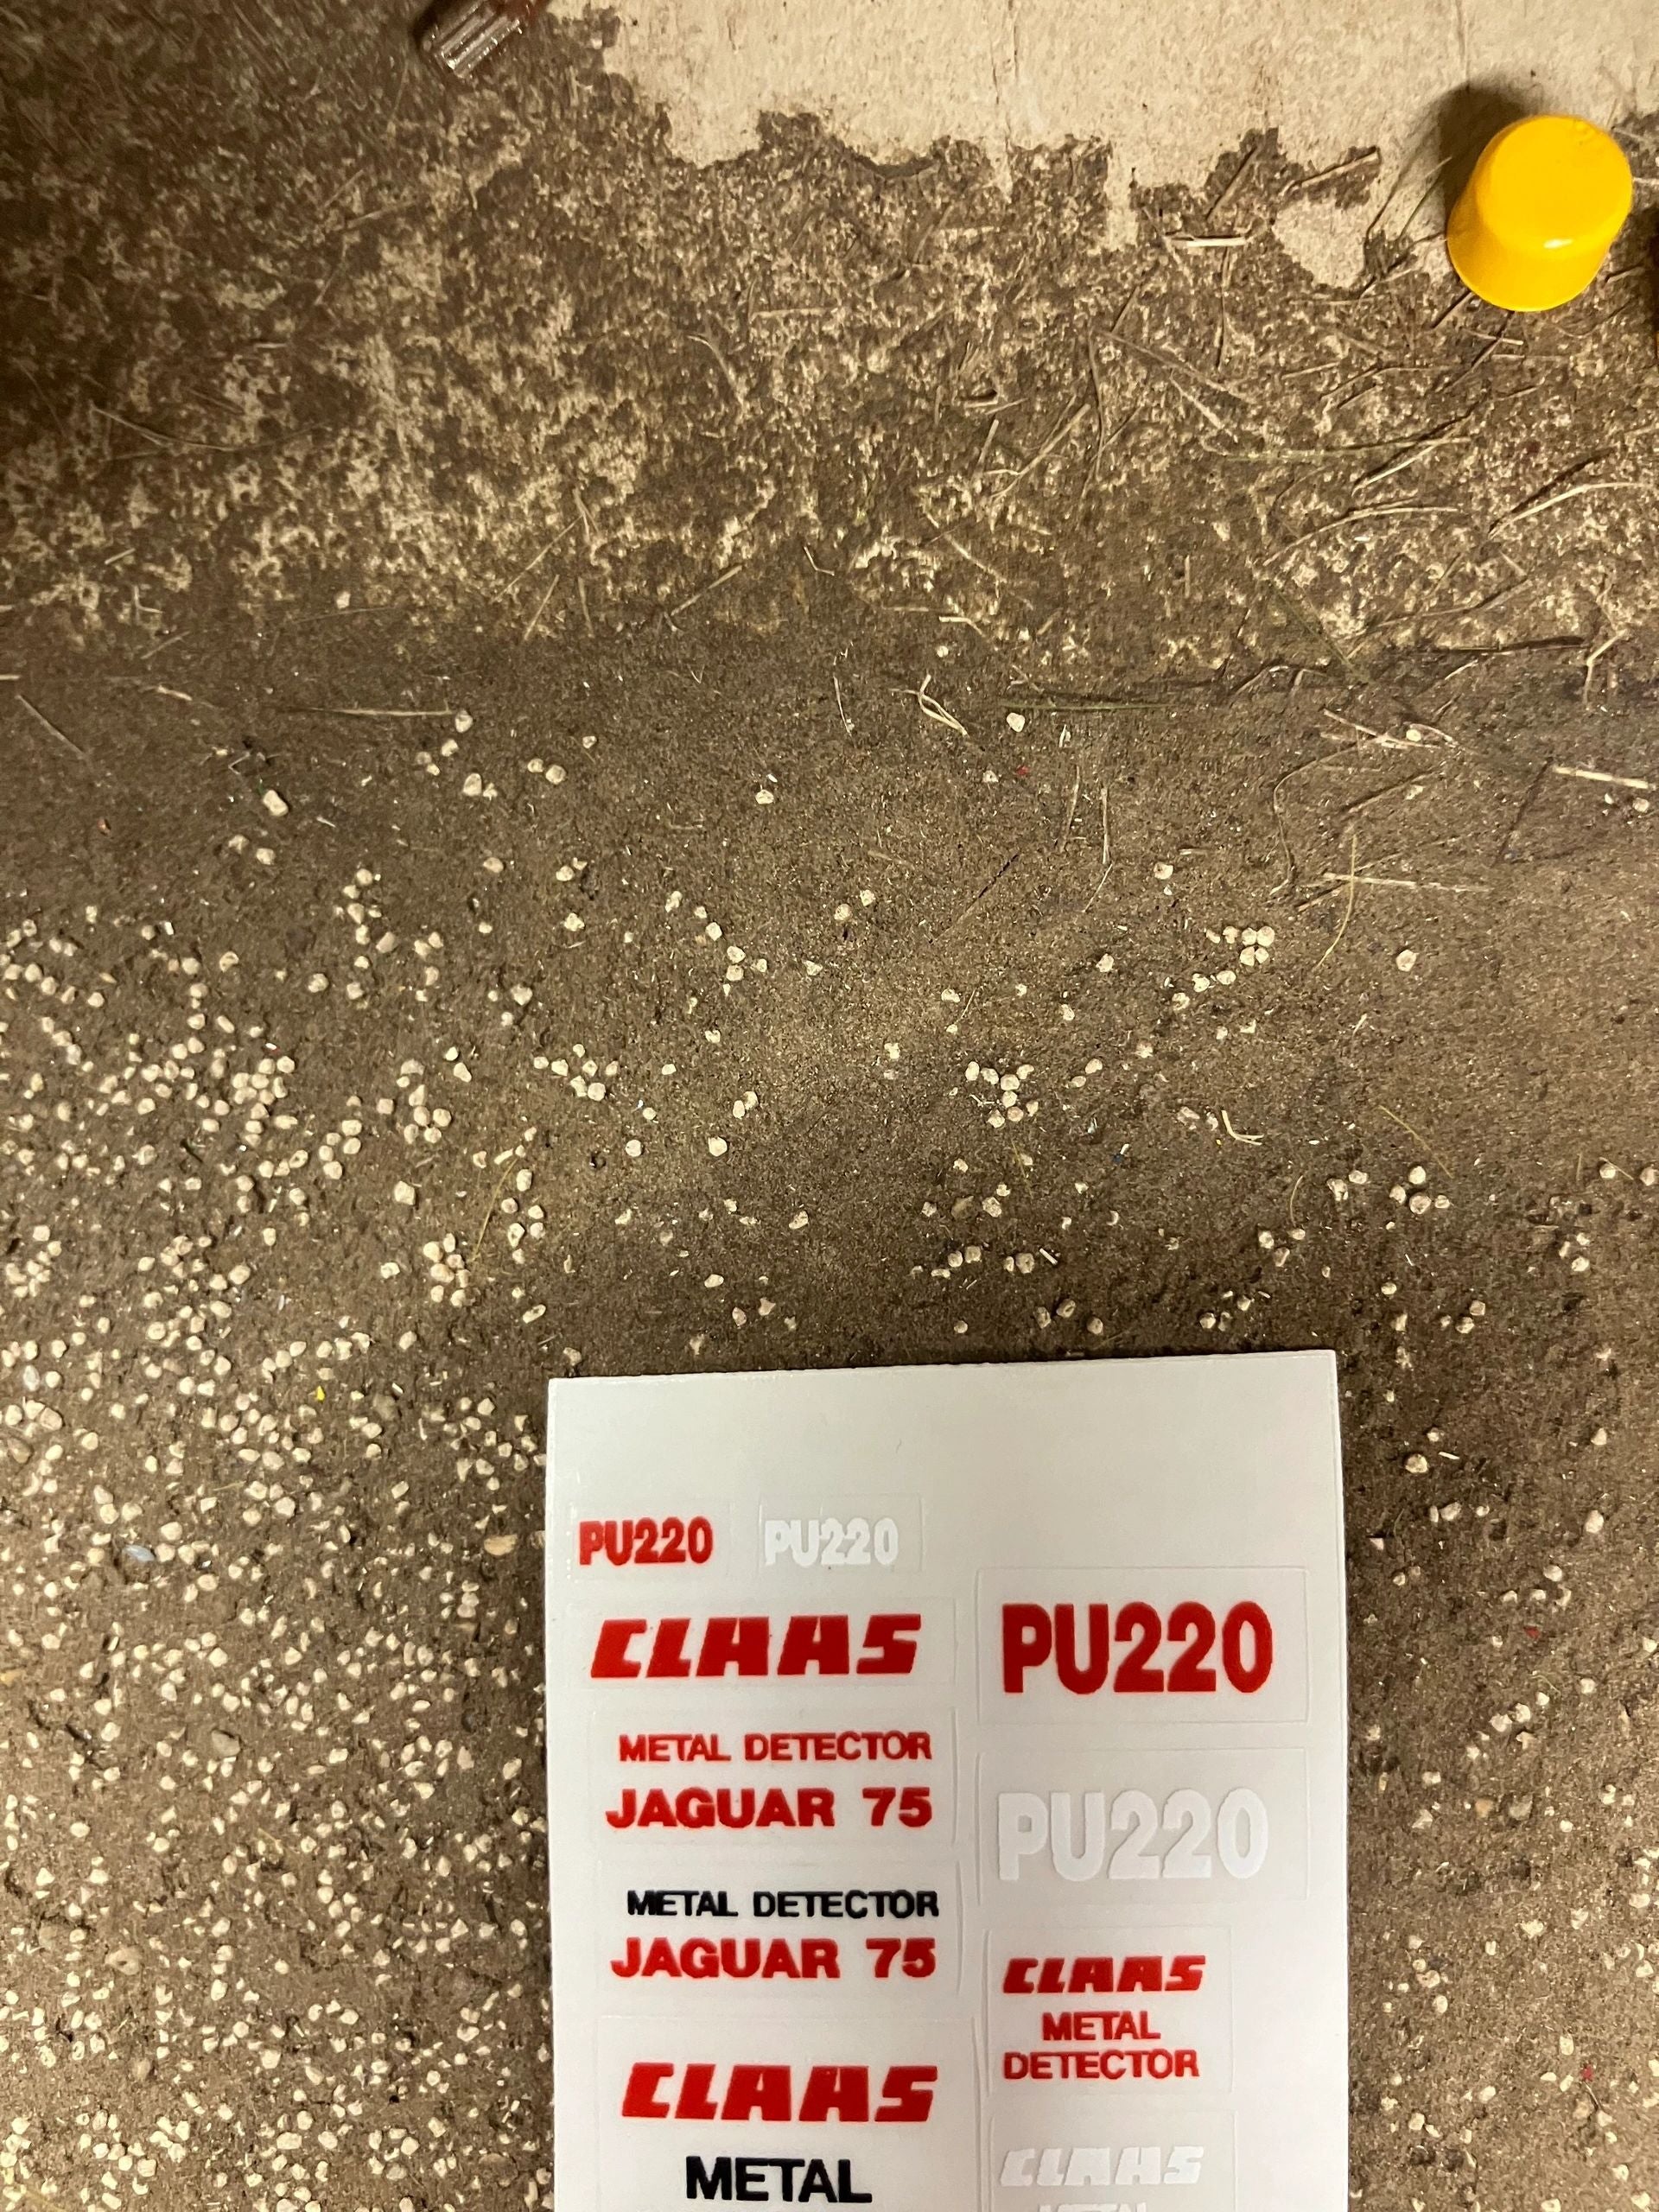 PU220 PU220
CLAAS
METAL DETECTOR
JAGUAR 75
METAL DETECTOR
JAGUAR 75
CLAAS
METAL
PU220
PU220
CLAAS
METAL
DETECTOR
CLAAS
METAL